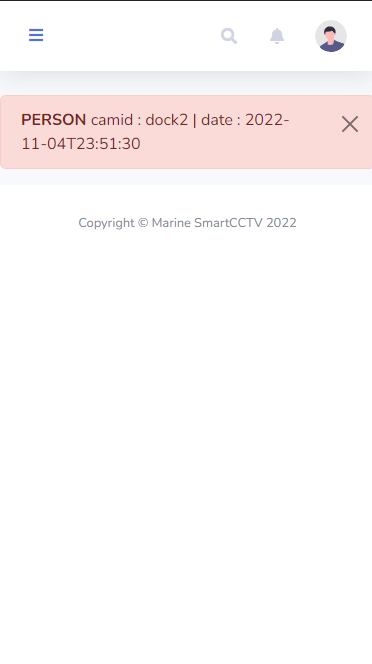 PERSON camid : dock2 | date : 2022-
11-04T23:51:30
Copyright © Marine SmartCCTV 2022